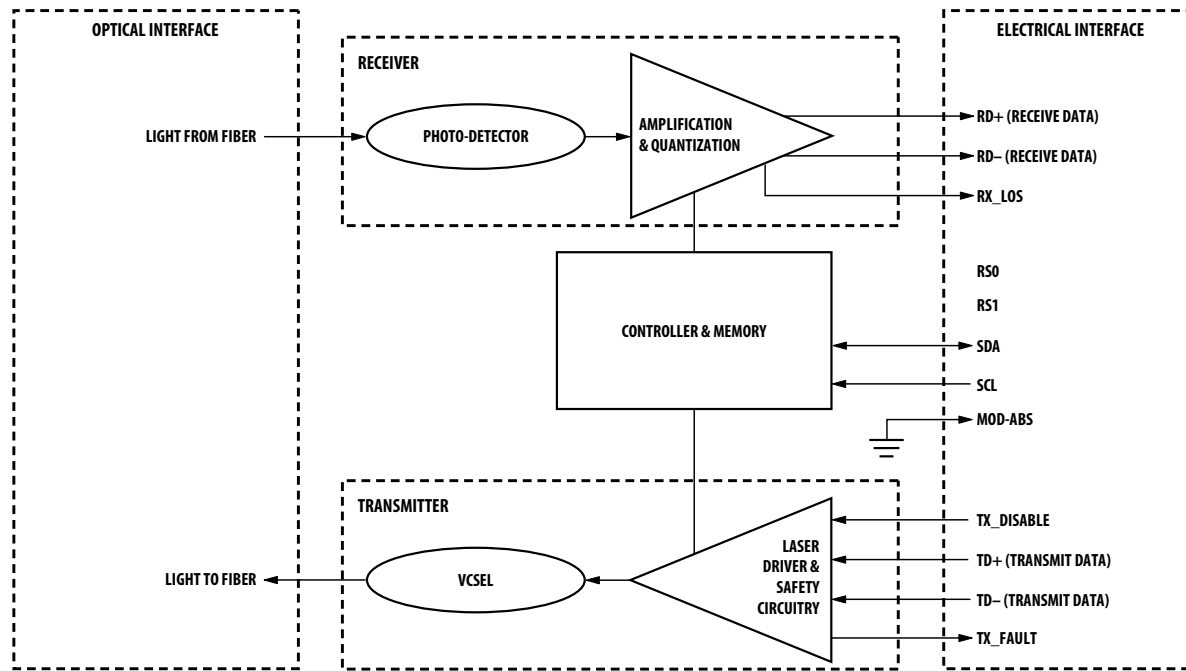 OPTICAL INTERFACE
ELECTRICAL INTERFACE
RECEIVER
LIGHT FROM FIBER
PHOTO-DETECTOR
AMPLIFICATION
& QUANTIZATION
RD+ (RECEIVE DATA)
RD– (RECEIVE DATA)
RX_LOS
RS0
RS1
CONTROLLER & MEMORY
SDA
SCL
MOD-ABS
TRANSMITTER
LIGHT TO FIBER
VCSEL
LASER
DRIVER &
SAFETY
CIRCUITRY
TX_DISABLE
TD+ (TRANSMIT DATA)
TD– (TRANSMIT DATA)
TX_FAULT